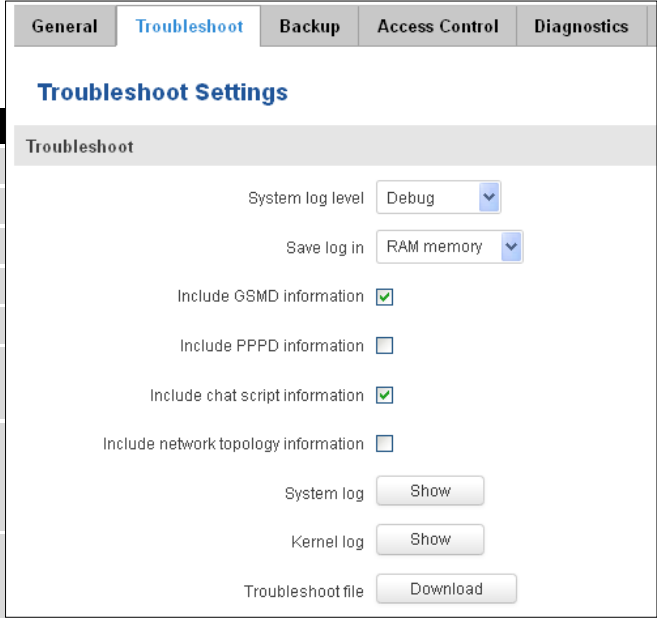 General Troubleshoot Backup Access Control Diagnostics
Troubleshoot Settings
Troubleshoot
System log level Debug
Save log in RAM memory
Include GSMD information
Include PPPD information
Include chat script information
Include network topology information
System log Show
Kernel log Show
Troubleshoot file Download